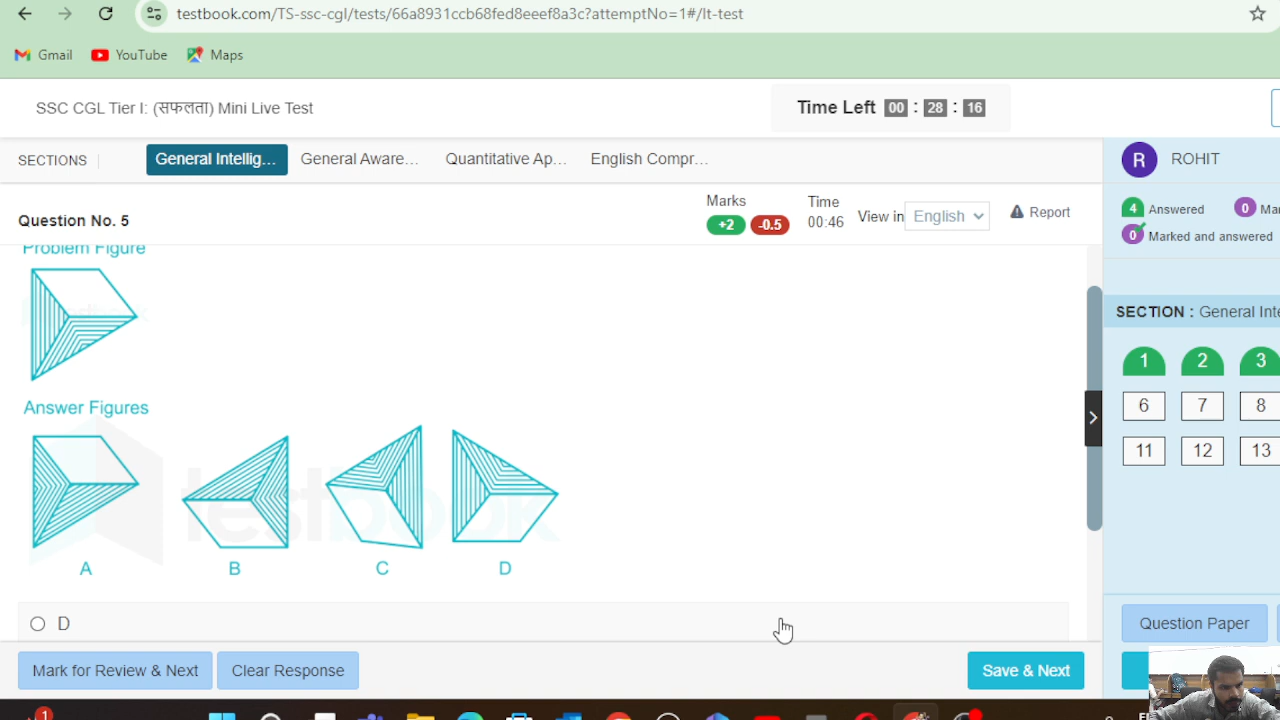 testbook.com/TS-ssc-cgl/tests/66a8931ccb68fed8eeef8a3c?attemptNo=1#/lt-test
Gmail YouTube Maps
SSC CGL Tier I: (सफलता) Mini Live Test
Time Left 00 : 28 : 16
SECTIONS General Intellig... General Aware... Quantitative Ap... English Compr...
R ROHIT
Question No. 5
Marks
+2 -0.5
Time
00:46
View in English
Report
4 Answered 0 Ma
0 Marked and answered
Problem Figure
SECTION : General Inte
1 2 3
6 7 8
11 12 13
Answer Figures
testbook
A B C D
D
Mark for Review & Next Clear Response Save & Next
Question Paper
1